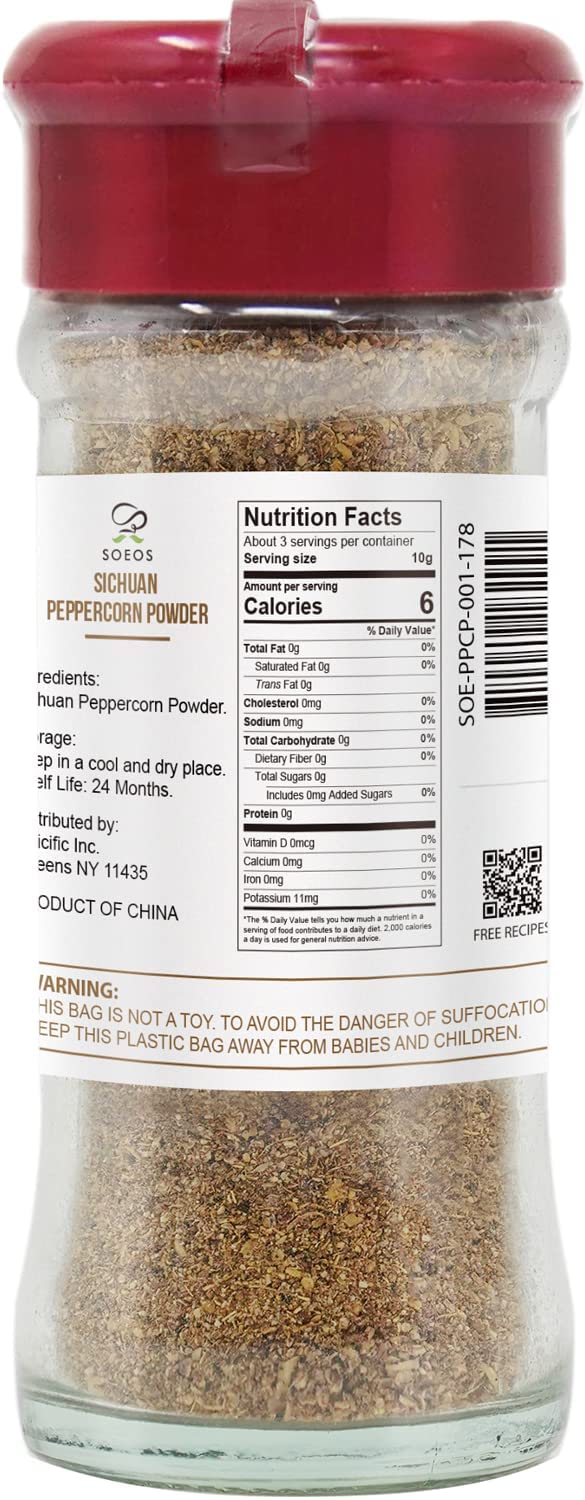 SOEOS
SICHUAN
PEPPERCORN POWDER
redients:
huan Peppercorn Powder.
rage:
ep in a cool and dry place.
elf Life: 24 Months.
tributed by:
icific Inc.
eens NY 11435
ODUCT OF CHINA
Nutrition Facts
About 3 servings per container
Serving size 10g
Amount per serving
Calories 6
% Daily Value*
Total Fat 0g 0%
Saturated Fat 0g 0%
Trans Fat 0g
Cholesterol 0mg 0%
Sodium 0mg 0%
Total Carbohydrate 0g 0%
Dietary Fiber 0g 0%
Total Sugars 0g
Includes 0mg Added Sugars 0%
Protein 0g
Vitamin D 0mcg 0%
Calcium 0mg 0%
Iron 0mg 0%
Potassium 11mg 0%
*The % Daily Value tells you how much a nutrient in a
serving of food contributes to a daily diet. 2,000 calories
a day is used for general nutrition advice.
SOE-PPCP-001-178
FREE RECIPES
ARNING:
HIS BAG IS NOT A TOY. TO AVOID THE DANGER OF SUFFOCATIO
EEP THIS PLASTIC BAG AWAY FROM BABIES AND CHILDREN.